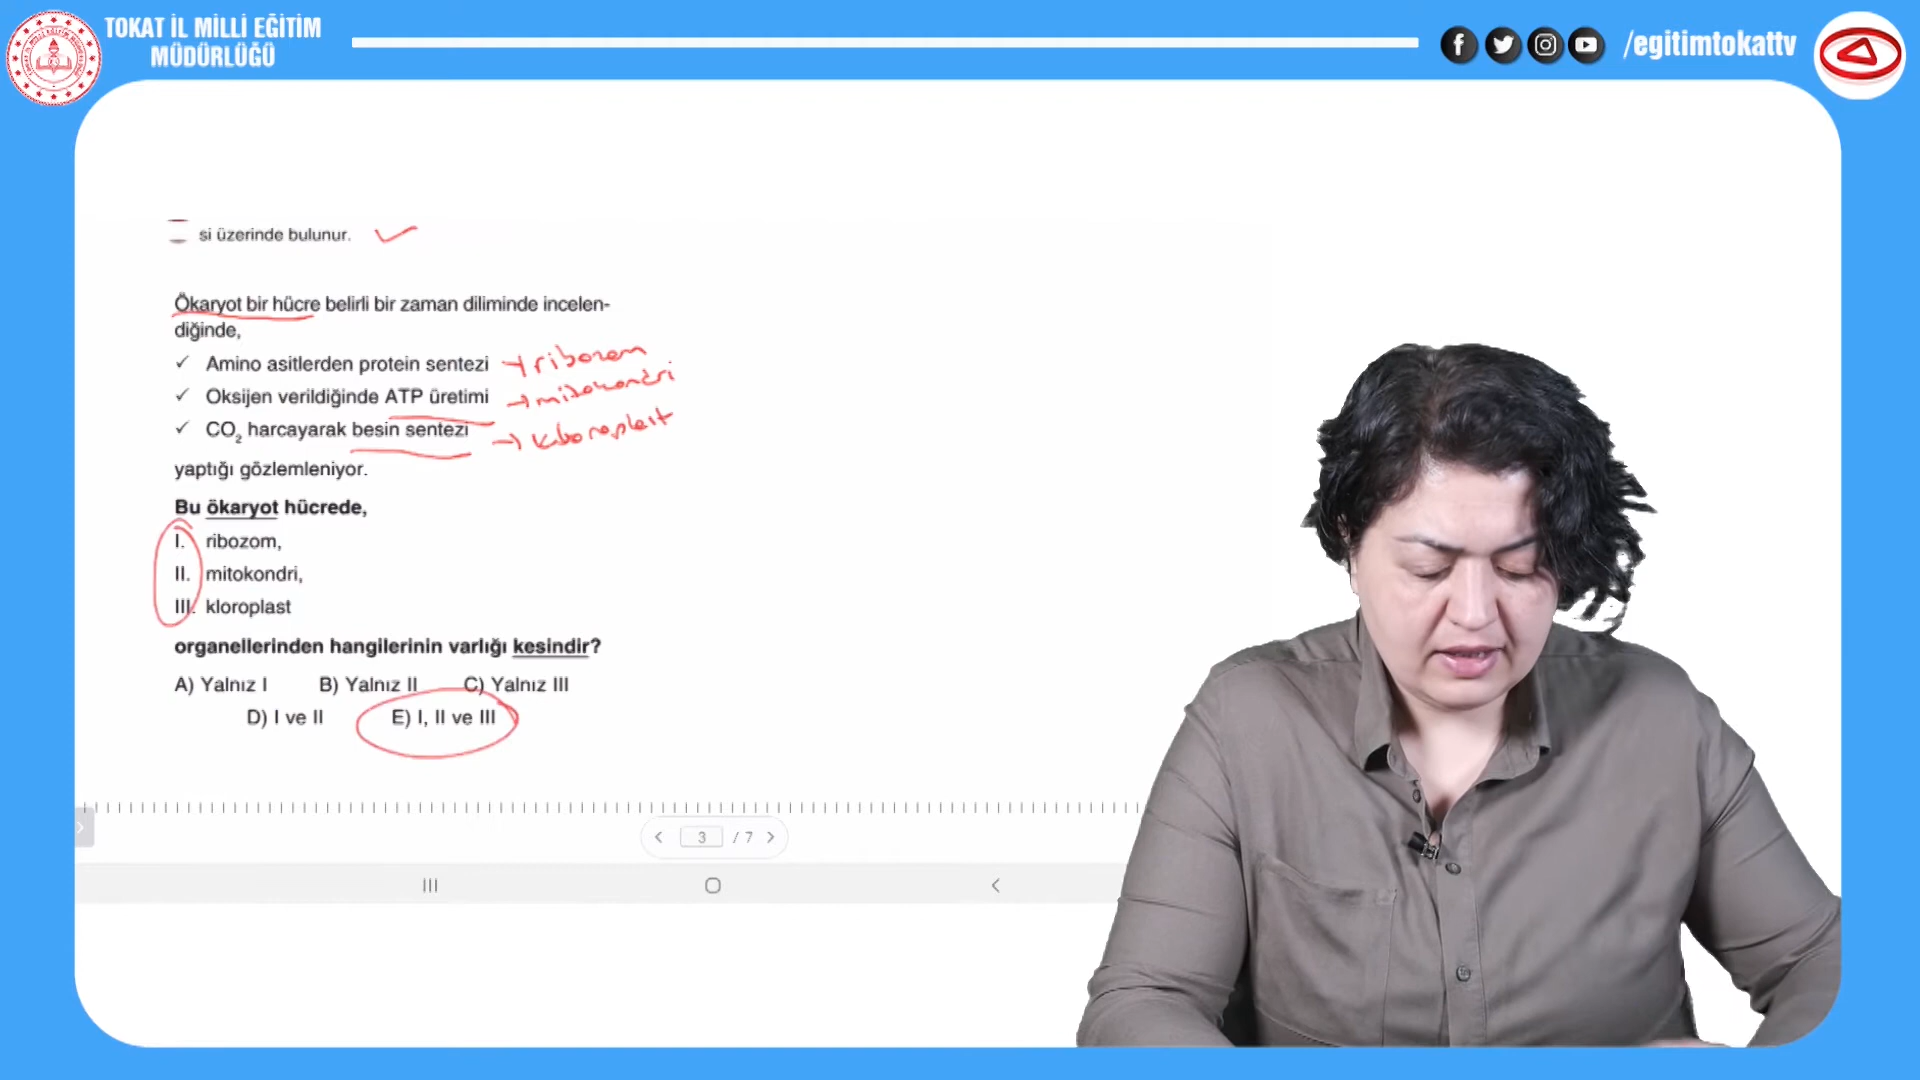 TOKAT İL MİLLİ EĞİTİM
MÜDÜRLÜĞÜ
/egitimtokattv
si üzerinde bulunur.
Ökaryot bir hücre belirli bir zaman diliminde incelen-
diğinde,
✓ Amino asitlerden protein sentezi → ribozom
✓ Oksijen verildiğinde ATP üretimi → mitokondri
✓ CO₂ harcayarak besin sentezi → kloroplast
yaptığı gözlemleniyor.
Bu ökaryot hücrede,
I. ribozom,
II. mitokondri,
III. kloroplast
organellerinden hangilerinin varlığı kesindir?
A) Yalnız I B) Yalnız II C) Yalnız III
D) I ve II E) I, II ve III
3 / 7